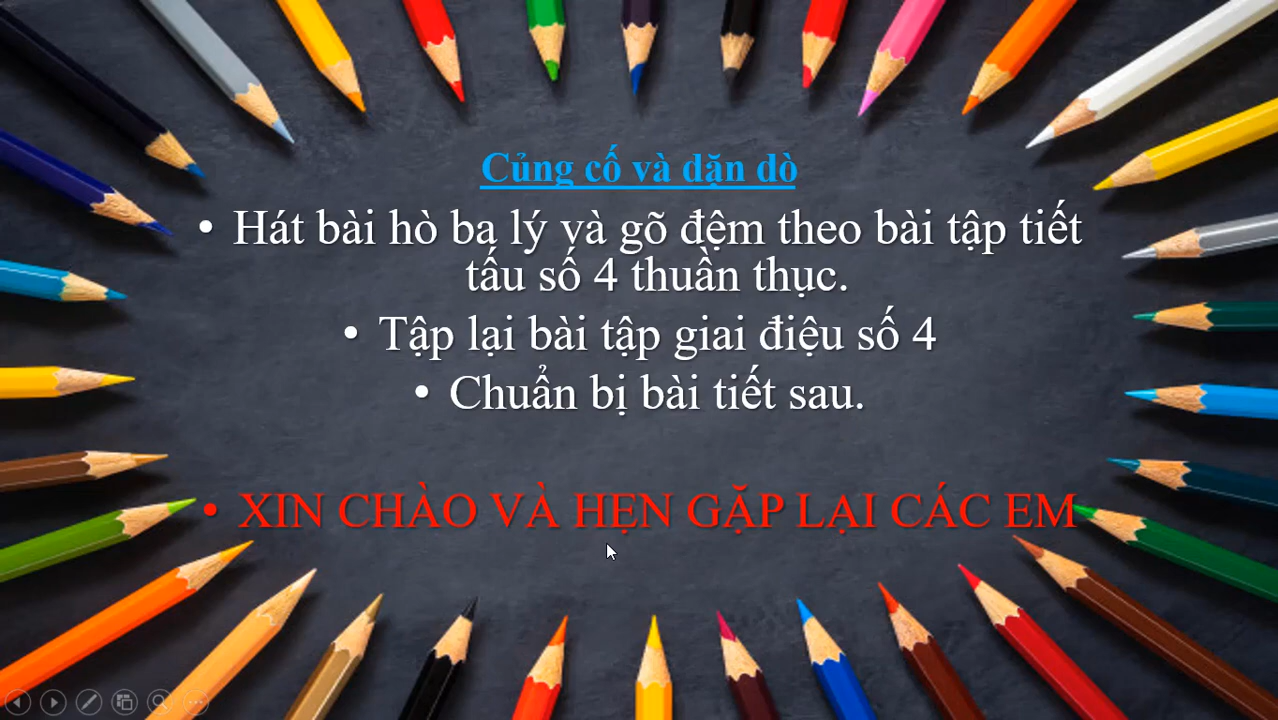 Củng cố và dặn dò
• Hát bài hò ba lý và gõ đệm theo bài tập tiết
tấu số 4 thuần thục.
• Tập lại bài tập giai điệu số 4
• Chuẩn bị bài tiết sau.
• XIN CHÀO VÀ HẸN GẶP LẠI CÁC EM